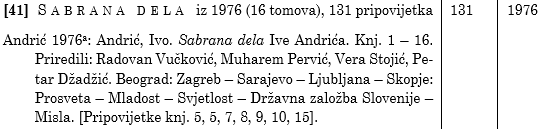 [41] SABRANA DELA iz 1976 (16 tomova), 131 pripovijetka 131 1976
Andrić 1976ª: Andrić, Ivo. Sabrana dela Ive Andrića. Knj. 1 – 16.
Priredili: Radovan Vučković, Muharem Pervić, Vera Stojić, Pe-
tar Džadžić. Beograd: Zagreb – Sarajevo – Ljubljana – Skopje:
Prosveta – Mladost – Svjetlost – Državna založba Slovenije –
Misla. [Pripovijetke knj. 5, 5, 7, 8, 9, 10, 15].